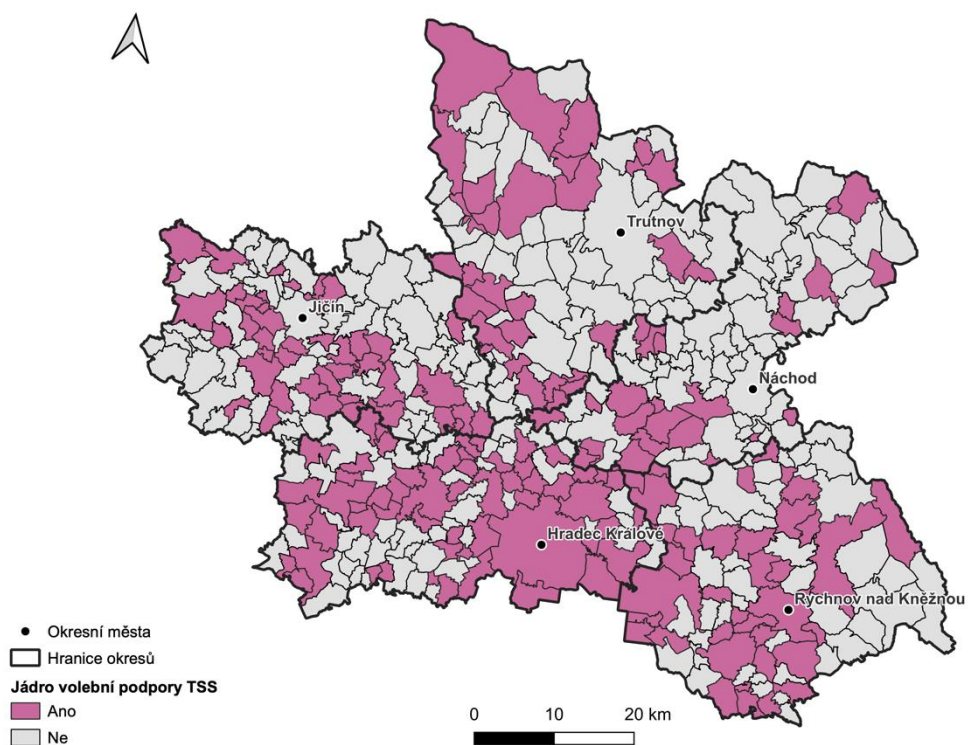 Trutnov
Jičín
Náchod
Hradec Králové
Rychnov nad Kněžnou
Okresní města
Hranice okresů
Jádro volební podpory TSS
Ano
Ne
0 10 20 km